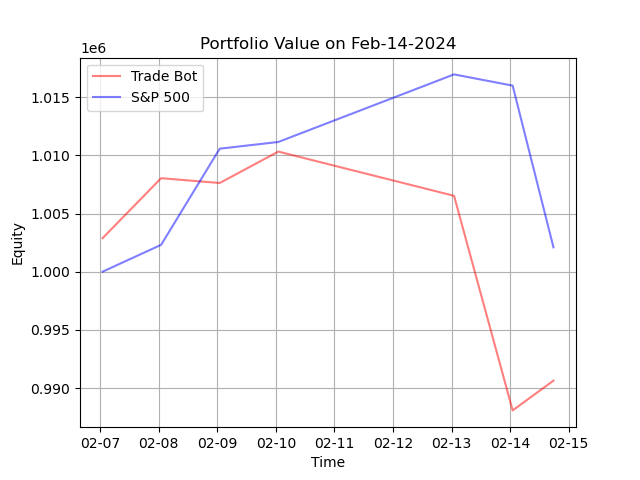 Portfolio Value on Feb-14-2024
1e6
Trade Bot
S&P 500
1.015
1.010
1.005
1.000
0.995
0.990
Equity
02-07 02-08 02-09 02-10 02-11 02-12 02-13 02-14 02-15
Time